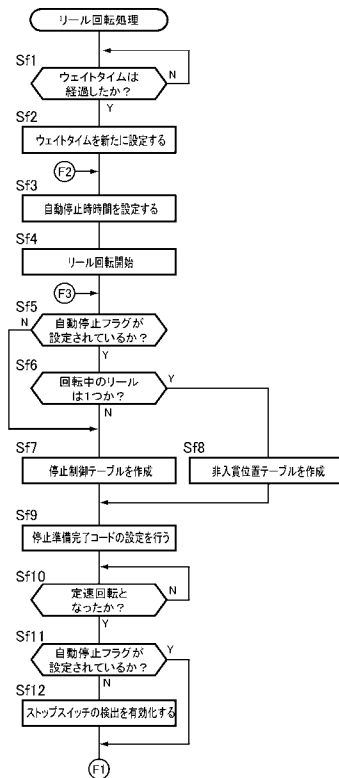 リール回転処理
Sf1
ウェイトタイムは
経過したか?
N
Y
Sf2
ウェイトタイムを新たに設定する
F2
Sf3
自動停止時時間を設定する
Sf4
リール回転開始
F3
Sf5
N
自動停止フラグが
設定されているか?
Y
Sf6
回転中のリール
は1つか?
Y
N
Sf7
停止制御テーブルを作成
Sf8
非入賞位置テーブルを作成
Sf9
停止準備完了コードの設定を行う
Sf10
定速回転と
なったか?
N
Y
Sf11
自動停止フラグが
設定されているか?
Y
N
Sf12
ストップスイッチの検出を有効化する
F1